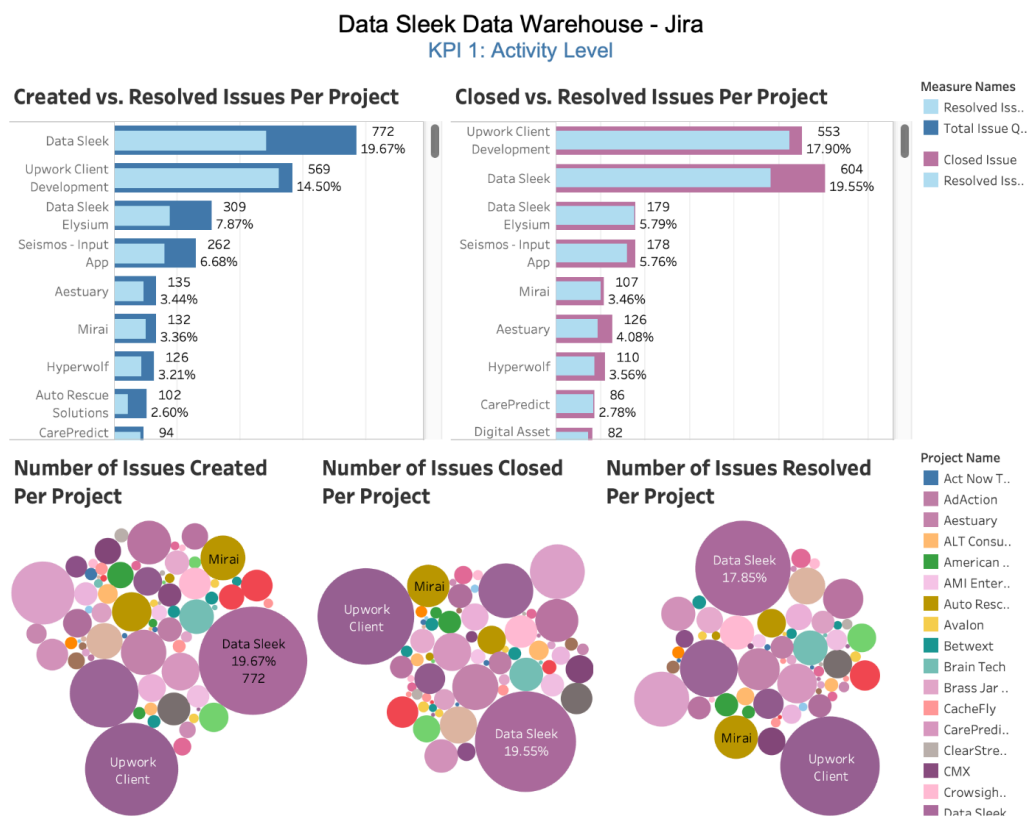 Data Sleek Data Warehouse - Jira
KPI 1: Activity Level
Created vs. Resolved Issues Per Project
Data Sleek
772
19.67%
Upwork Client
Development
569
14.50%
Data Sleek
Elysium
309
7.87%
Seismos - Input
App
262
6.68%
Aestuary
135
3.44%
Mirai
132
3.36%
Hyperwolf
126
3.21%
Auto Rescue
Solutions
102
2.60%
CarePredict
94
Closed vs. Resolved Issues Per Project
Upwork Client
Development
553
17.90%
Data Sleek
604
19.55%
Data Sleek
Elysium
179
5.79%
Seismos - Input
App
178
5.76%
Mirai
107
3.46%
Aestuary
126
4.08%
Hyperwolf
110
3.56%
CarePredict
86
2.78%
Digital Asset
82
Measure Names
Resolved Iss..
Total Issue Q..
Closed Issue
Resolved Iss..
Number of Issues Created
Per Project
Mirai
Data Sleek
19.67%
772
Upwork
Client
Number of Issues Closed
Per Project
Mirai
Upwork
Client
Data Sleek
19.55%
Number of Issues Resolved
Per Project
Data Sleek
17.85%
Mirai
Upwork
Client
Project Name
Act Now T..
AdAction
Aestuary
ALT Consu..
American ..
AMI Enter..
Auto Resc..
Avalon
Betwext
Brain Tech
Brass Jar ..
CacheFly
CarePredi..
ClearStre..
CMX
Crowsigh..
Data Sleek